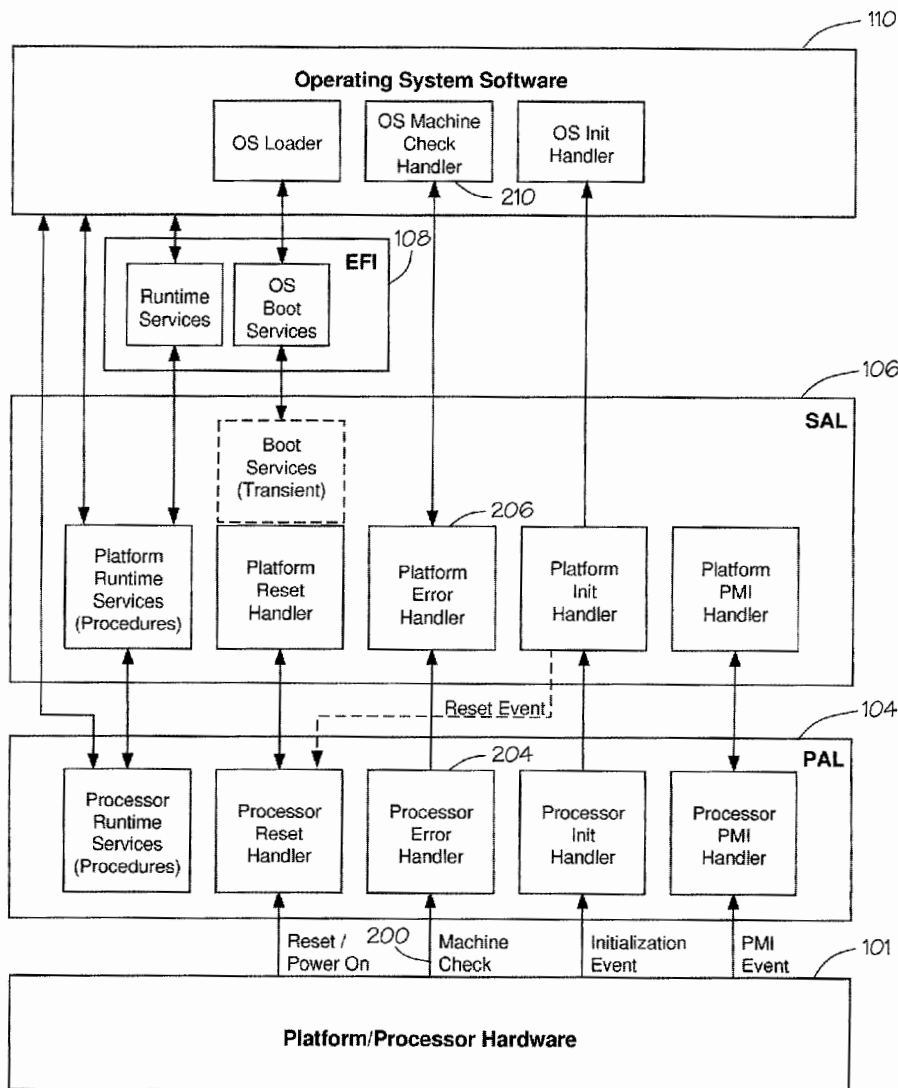 110
Operating System Software
OS Loader
OS Machine
Check
Handler
OS Init
Handler
210
108
EFI
Runtime
Services
OS
Boot
Services
106
SAL
Boot
Services
(Transient)
206
Platform
Runtime
Services
(Procedures)
Platform
Reset
Handler
Platform
Error
Handler
Platform
Init
Handler
Platform
PMI
Handler
Reset Event
104
204
PAL
Processor
Runtime
Services
(Procedures)
Processor
Reset
Handler
Processor
Error
Handler
Processor
Init
Handler
Processor
PMI
Handler
Reset /
Power On
200
Machine
Check
Initialization
Event
PMI
Event
101
Platform/Processor Hardware